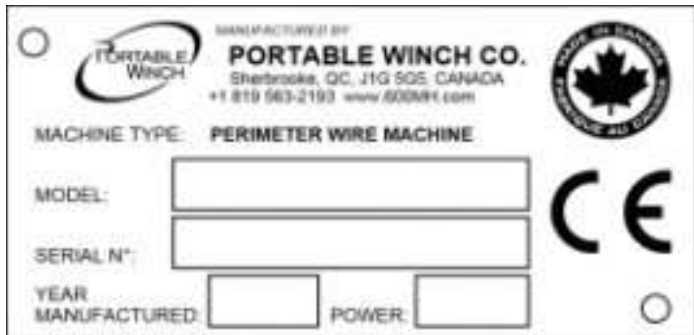 PORTABLE
WINCH
MANUFACTURED BY
PORTABLE WINCH CO.
Sherbrooke, QC, J1G 5G5, CANADA
+1 819 563-2193 www.600MH.com
MADE IN CANADA
FABRIQUÉ AU CANADA
MACHINE TYPE: PERIMETER WIRE MACHINE
MODEL:
CE
SERIAL N°:
YEAR
MANUFACTURED:
POWER: